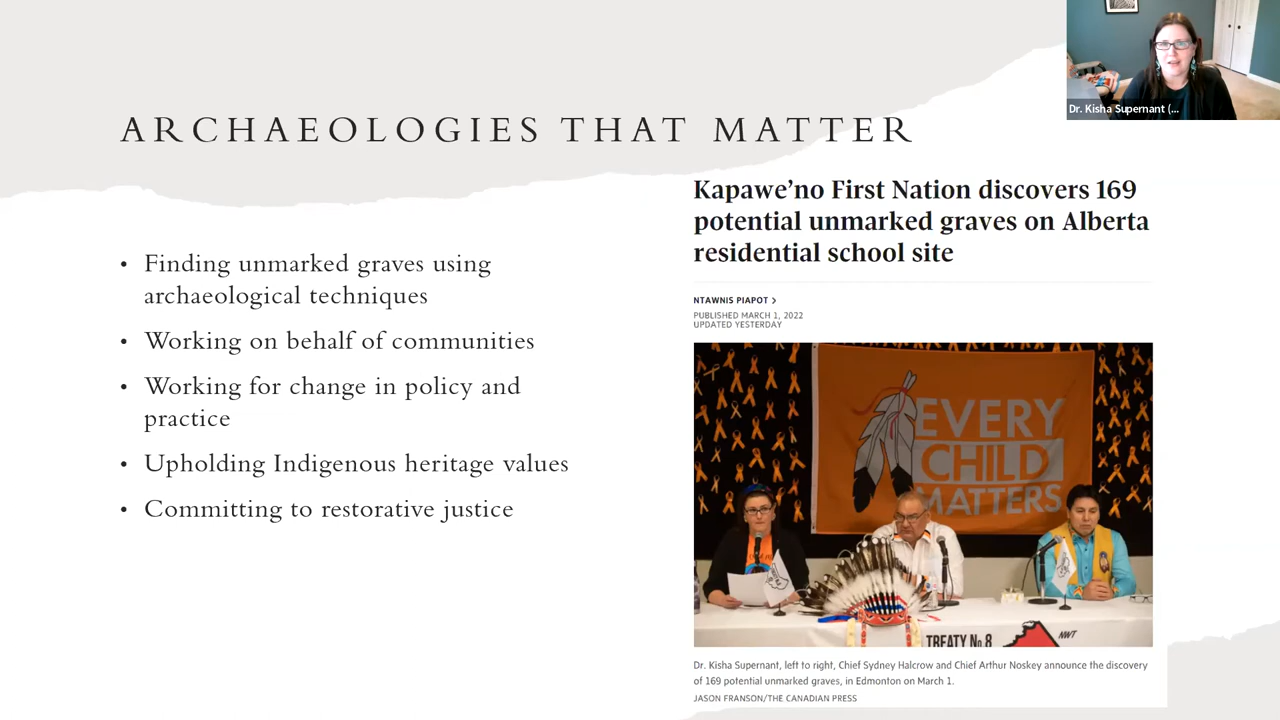 ARCHAEOLOGIES THAT MATTER
Dr. Kisha Supernant (...
• Finding unmarked graves using
archaeological techniques
• Working on behalf of communities
• Working for change in policy and
practice
• Upholding Indigenous heritage values
• Committing to restorative justice
Kapawe’no First Nation discovers 169
potential unmarked graves on Alberta
residential school site
NTAWNIS PIAPOT >
PUBLISHED MARCH 1, 2022
UPDATED YESTERDAY
EVERY
CHILD
MATTERS
TREATY No 8
NWT
Dr. Kisha Supernant, left to right, Chief Sydney Halcrow and Chief Arthur Noskey announce the discovery
of 169 potential unmarked graves, in Edmonton on March 1.
JASON FRANSON/THE CANADIAN PRESS